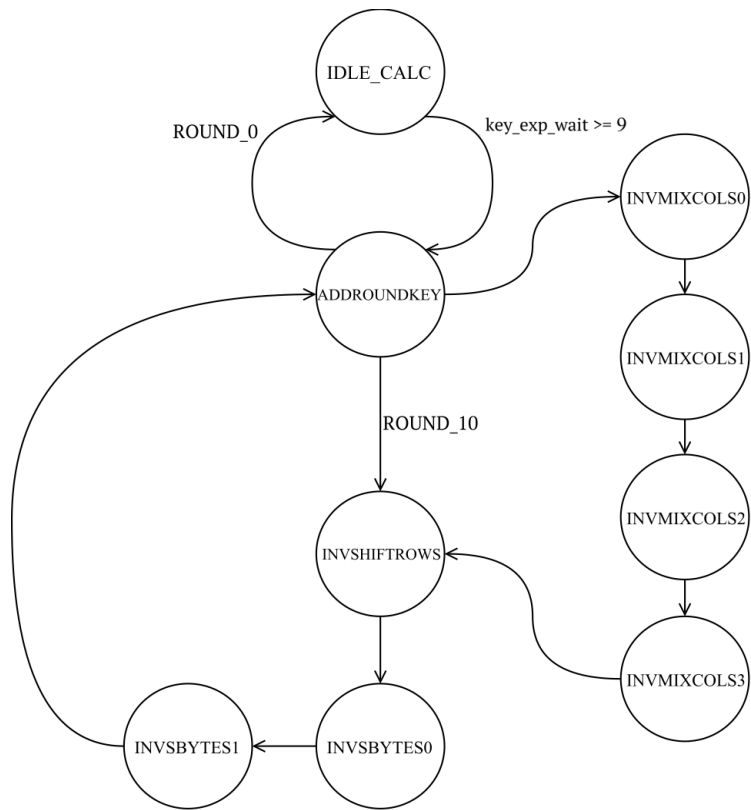 IDLE_CALC
ROUND_0
key_exp_wait >= 9
INVMIXCOLS0
ADDROUNDKEY
INVMIXCOLS1
ROUND_10
INVMIXCOLS2
INVSHIFTROWS
INVMIXCOLS3
INVSBYTES1
INVSBYTES0